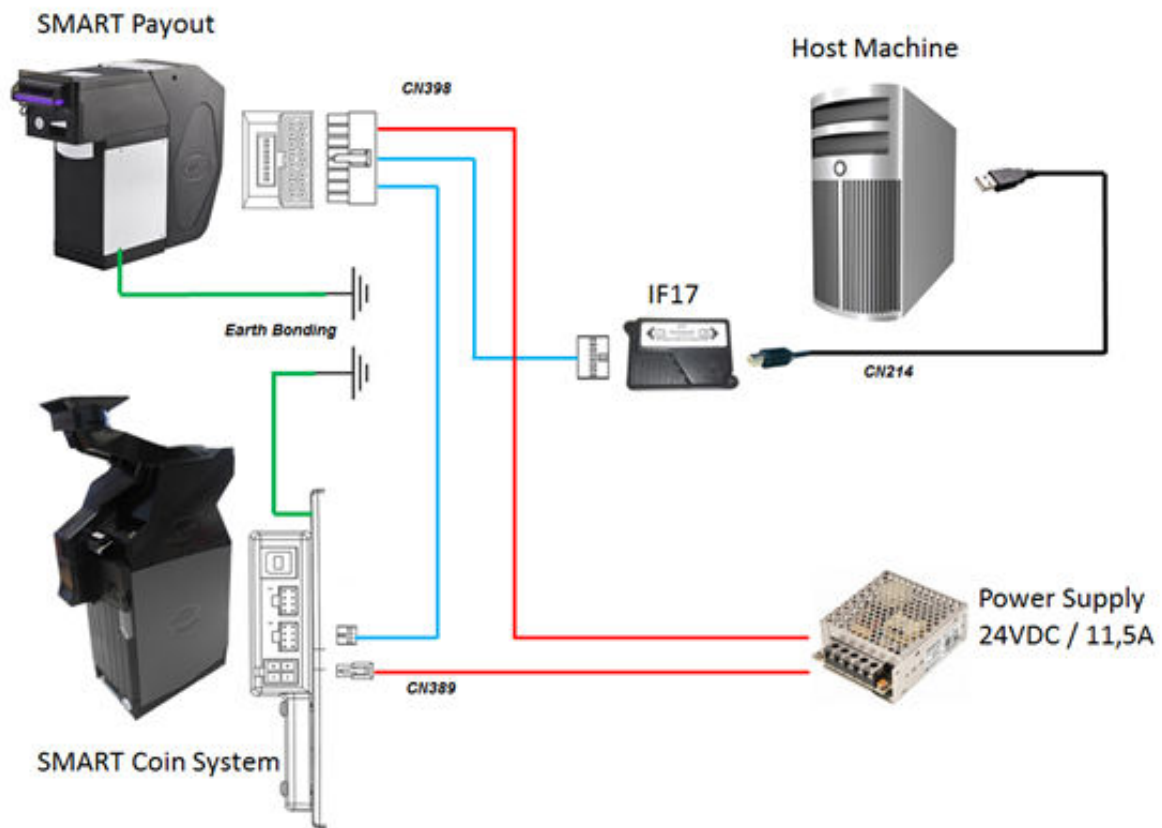 SMART Payout
Host Machine
CN398
IF17
Earth Bonding
CN214
Power Supply
24VDC / 11,5A
CN389
SMART Coin System